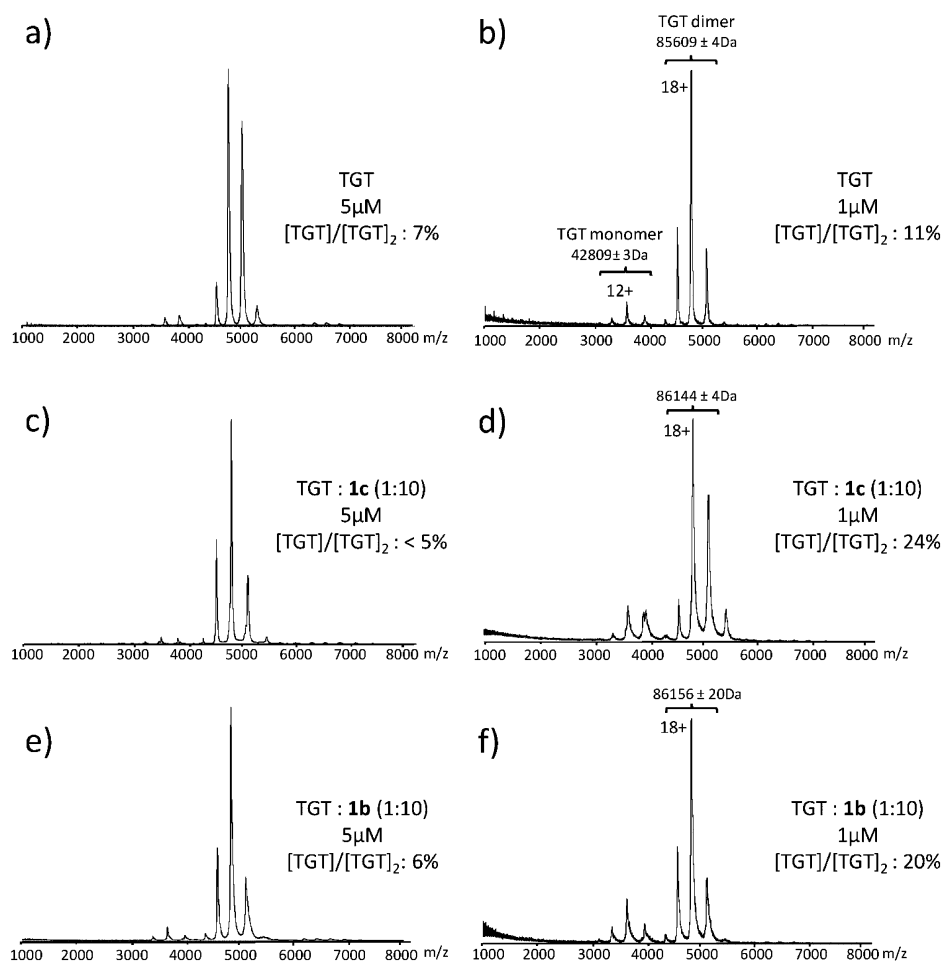 a)
TGT
5µM
[TGT]/[TGT]2 : 7%
1000 2000 3000 4000 5000 6000 7000 8000 m/z
b)
TGT dimer
85609 ± 4Da
18+
TGT monomer
42809± 3Da
12+
TGT
1µM
[TGT]/[TGT]2 : 11%
1000 2000 3000 4000 5000 6000 7000 8000 m/z
c)
TGT : 1c (1:10)
5µM
[TGT]/[TGT]2 : < 5%
1000 2000 3000 4000 5000 6000 7000 8000 m/z
d)
86144 ± 4Da
18+
TGT : 1c (1:10)
1µM
[TGT]/[TGT]2 : 24%
1000 2000 3000 4000 5000 6000 7000 8000 m/z
e)
TGT : 1b (1:10)
5µM
[TGT]/[TGT]2: 6%
1000 2000 3000 4000 5000 6000 7000 8000 m/z
f)
86156 ± 20Da
18+
TGT : 1b (1:10)
1µM
[TGT]/[TGT]2 : 20%
1000 2000 3000 4000 5000 6000 7000 8000 m/z